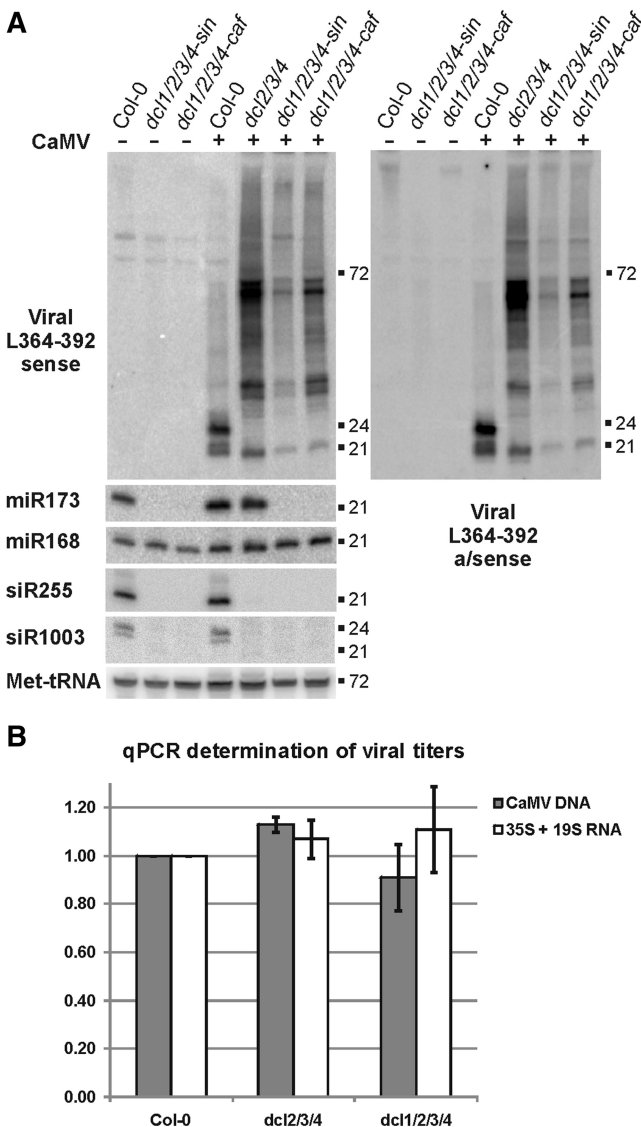 A
Col-0 dcl1/2/3/4-sin dcl1/2/3/4-caf Col-0 dcl2/3/4 dcl1/2/3/4-sin dcl1/2/3/4-caf
Col-0 dcl1/2/3/4-sin dcl1/2/3/4-caf Col-0 dcl2/3/4 dcl1/2/3/4-sin dcl1/2/3/4-caf
CaMV - - - + + + + - - - + + + +
Viral
L364-392
sense
72
24
21
72
24
21
Viral
L364-392
a/sense
miR173 21
miR168 21
siR255 21
siR1003 24
21
Met-tRNA 72
B
qPCR determination of viral titers
1.20
1.00
0.80
0.60
0.40
0.20
0.00
CaMV DNA
35S + 19S RNA
Col-0 dcl2/3/4 dcl1/2/3/4